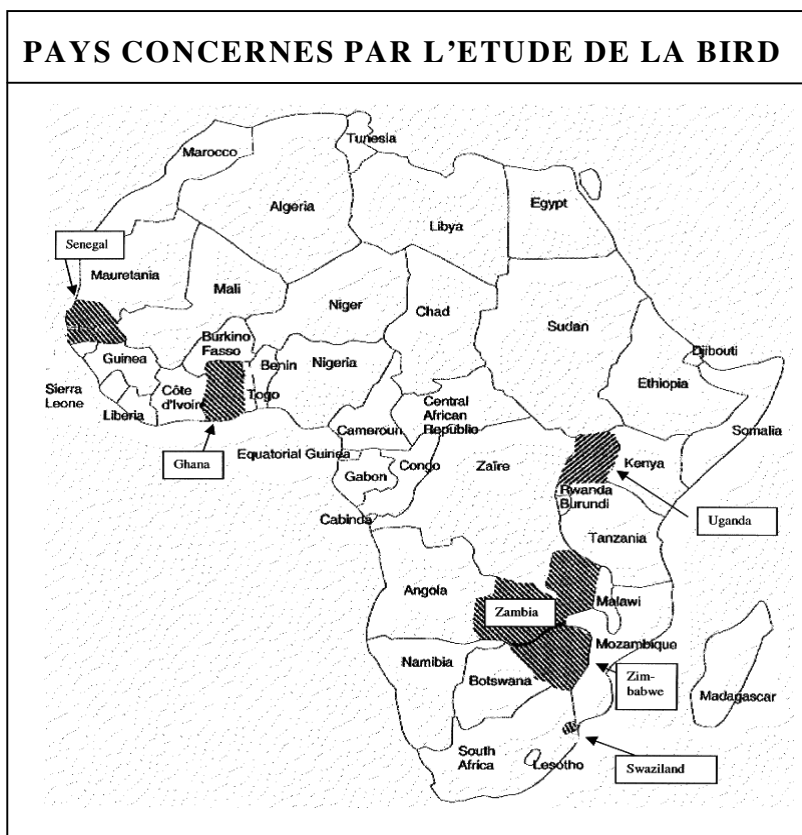 PAYS CONCERNES PAR L'ETUDE DE LA BIRD
Tunesia
Marocco
Algeria
Libya
Egypt
Senegal
Mauretania
Mali
Niger
Chad
Sudan
Burkino
Fasso
Guinea
Benin
Nigeria
Djibouti
Ethiopia
Sierra
Leone
Côte
d'Ivoire
Togo
Liberia
Central
African
Republic
Somalia
Cameroun
Ghana
Equatorial Guinea
Congo
Zaïre
Kenya
Gabon
Rwanda
Burundi
Uganda
Cabinda
Tanzania
Angola
Zambia
Malawi
Mozambique
Namibia
Botswana
Zim-
babwe
Madagascar
South
Africa
Lesotho
Swaziland